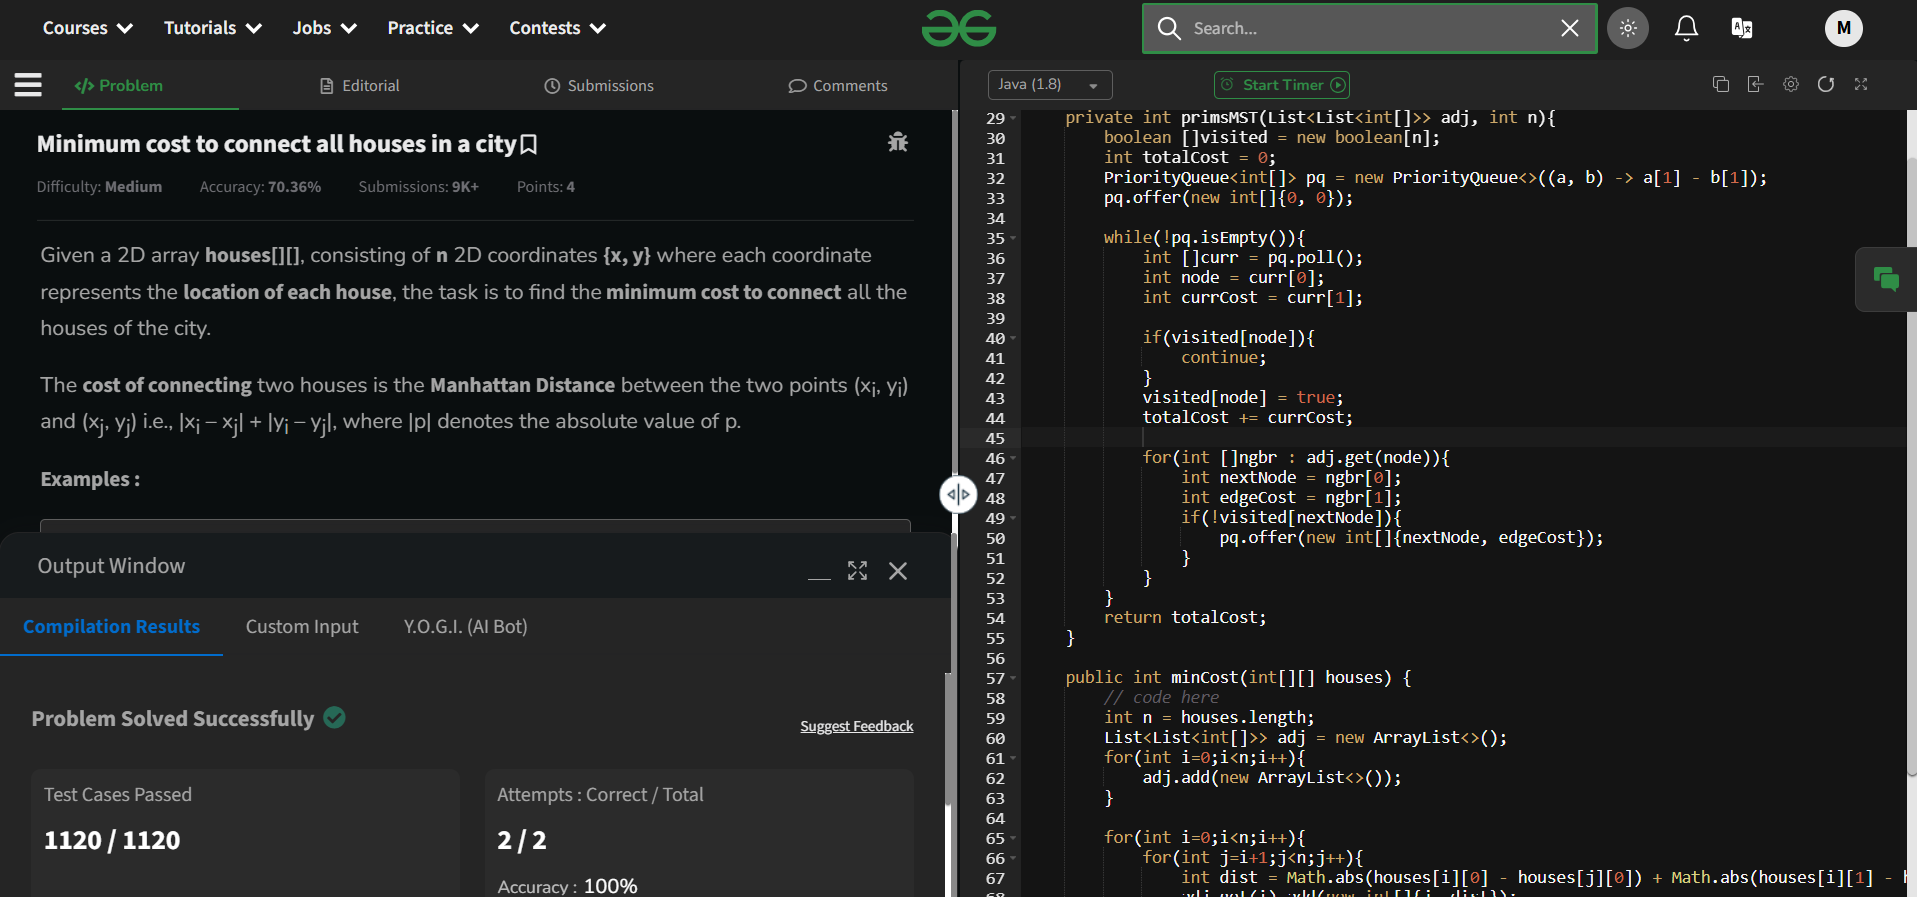 Courses Tutorials Jobs Practice Contests Search... M
Problem Editorial Submissions Comments
Minimum cost to connect all houses in a city
Difficulty: Medium Accuracy: 70.36% Submissions: 9K+ Points: 4
Given a 2D array houses[][], consisting of n 2D coordinates {x, y} where each coordinate
represents the location of each house, the task is to find the minimum cost to connect all the
houses of the city.
The cost of connecting two houses is the Manhattan Distance between the two points (xi, yi)
and (xj, yj) i.e., |xi – xj| + |yi – yj|, where |p| denotes the absolute value of p.
Examples :
Output Window
Compilation Results Custom Input Y.O.G.I. (AI Bot)
Problem Solved Successfully
Suggest Feedback
Test Cases Passed
1120 / 1120
Attempts : Correct / Total
2 / 2
Accuracy : 100%
Java (1.8) Start Timer
29 private int primsMST(List<List<int[]>> adj, int n){
30 boolean []visited = new boolean[n];
31 int totalCost = 0;
32 PriorityQueue<int[]> pq = new PriorityQueue<>((a, b) -> a[1] - b[1]);
33 pq.offer(new int[]{0, 0});
34
35 while(!pq.isEmpty()){
36 int []curr = pq.poll();
37 int node = curr[0];
38 int currCost = curr[1];
39
40 if(visited[node]){
41 continue;
42 }
43 visited[node] = true;
44 totalCost += currCost;
45
46 for(int []ngbr : adj.get(node)){
47 int nextNode = ngbr[0];
48 int edgeCost = ngbr[1];
49 if(!visited[nextNode]){
50 pq.offer(new int[]{nextNode, edgeCost});
51 }
52 }
53 }
54 return totalCost;
55 }
56
57 public int minCost(int[][] houses) {
58 // code here
59 int n = houses.length;
60 List<List<int[]>> adj = new ArrayList<>();
61 for(int i=0;i<n;i++){
62 adj.add(new ArrayList<>());
63 }
64
65 for(int i=0;i<n;i++){
66 for(int j=i+1;j<n;j++){
67 int dist = Math.abs(houses[i][0] - houses[j][0]) + Math.abs(houses[i][1] -